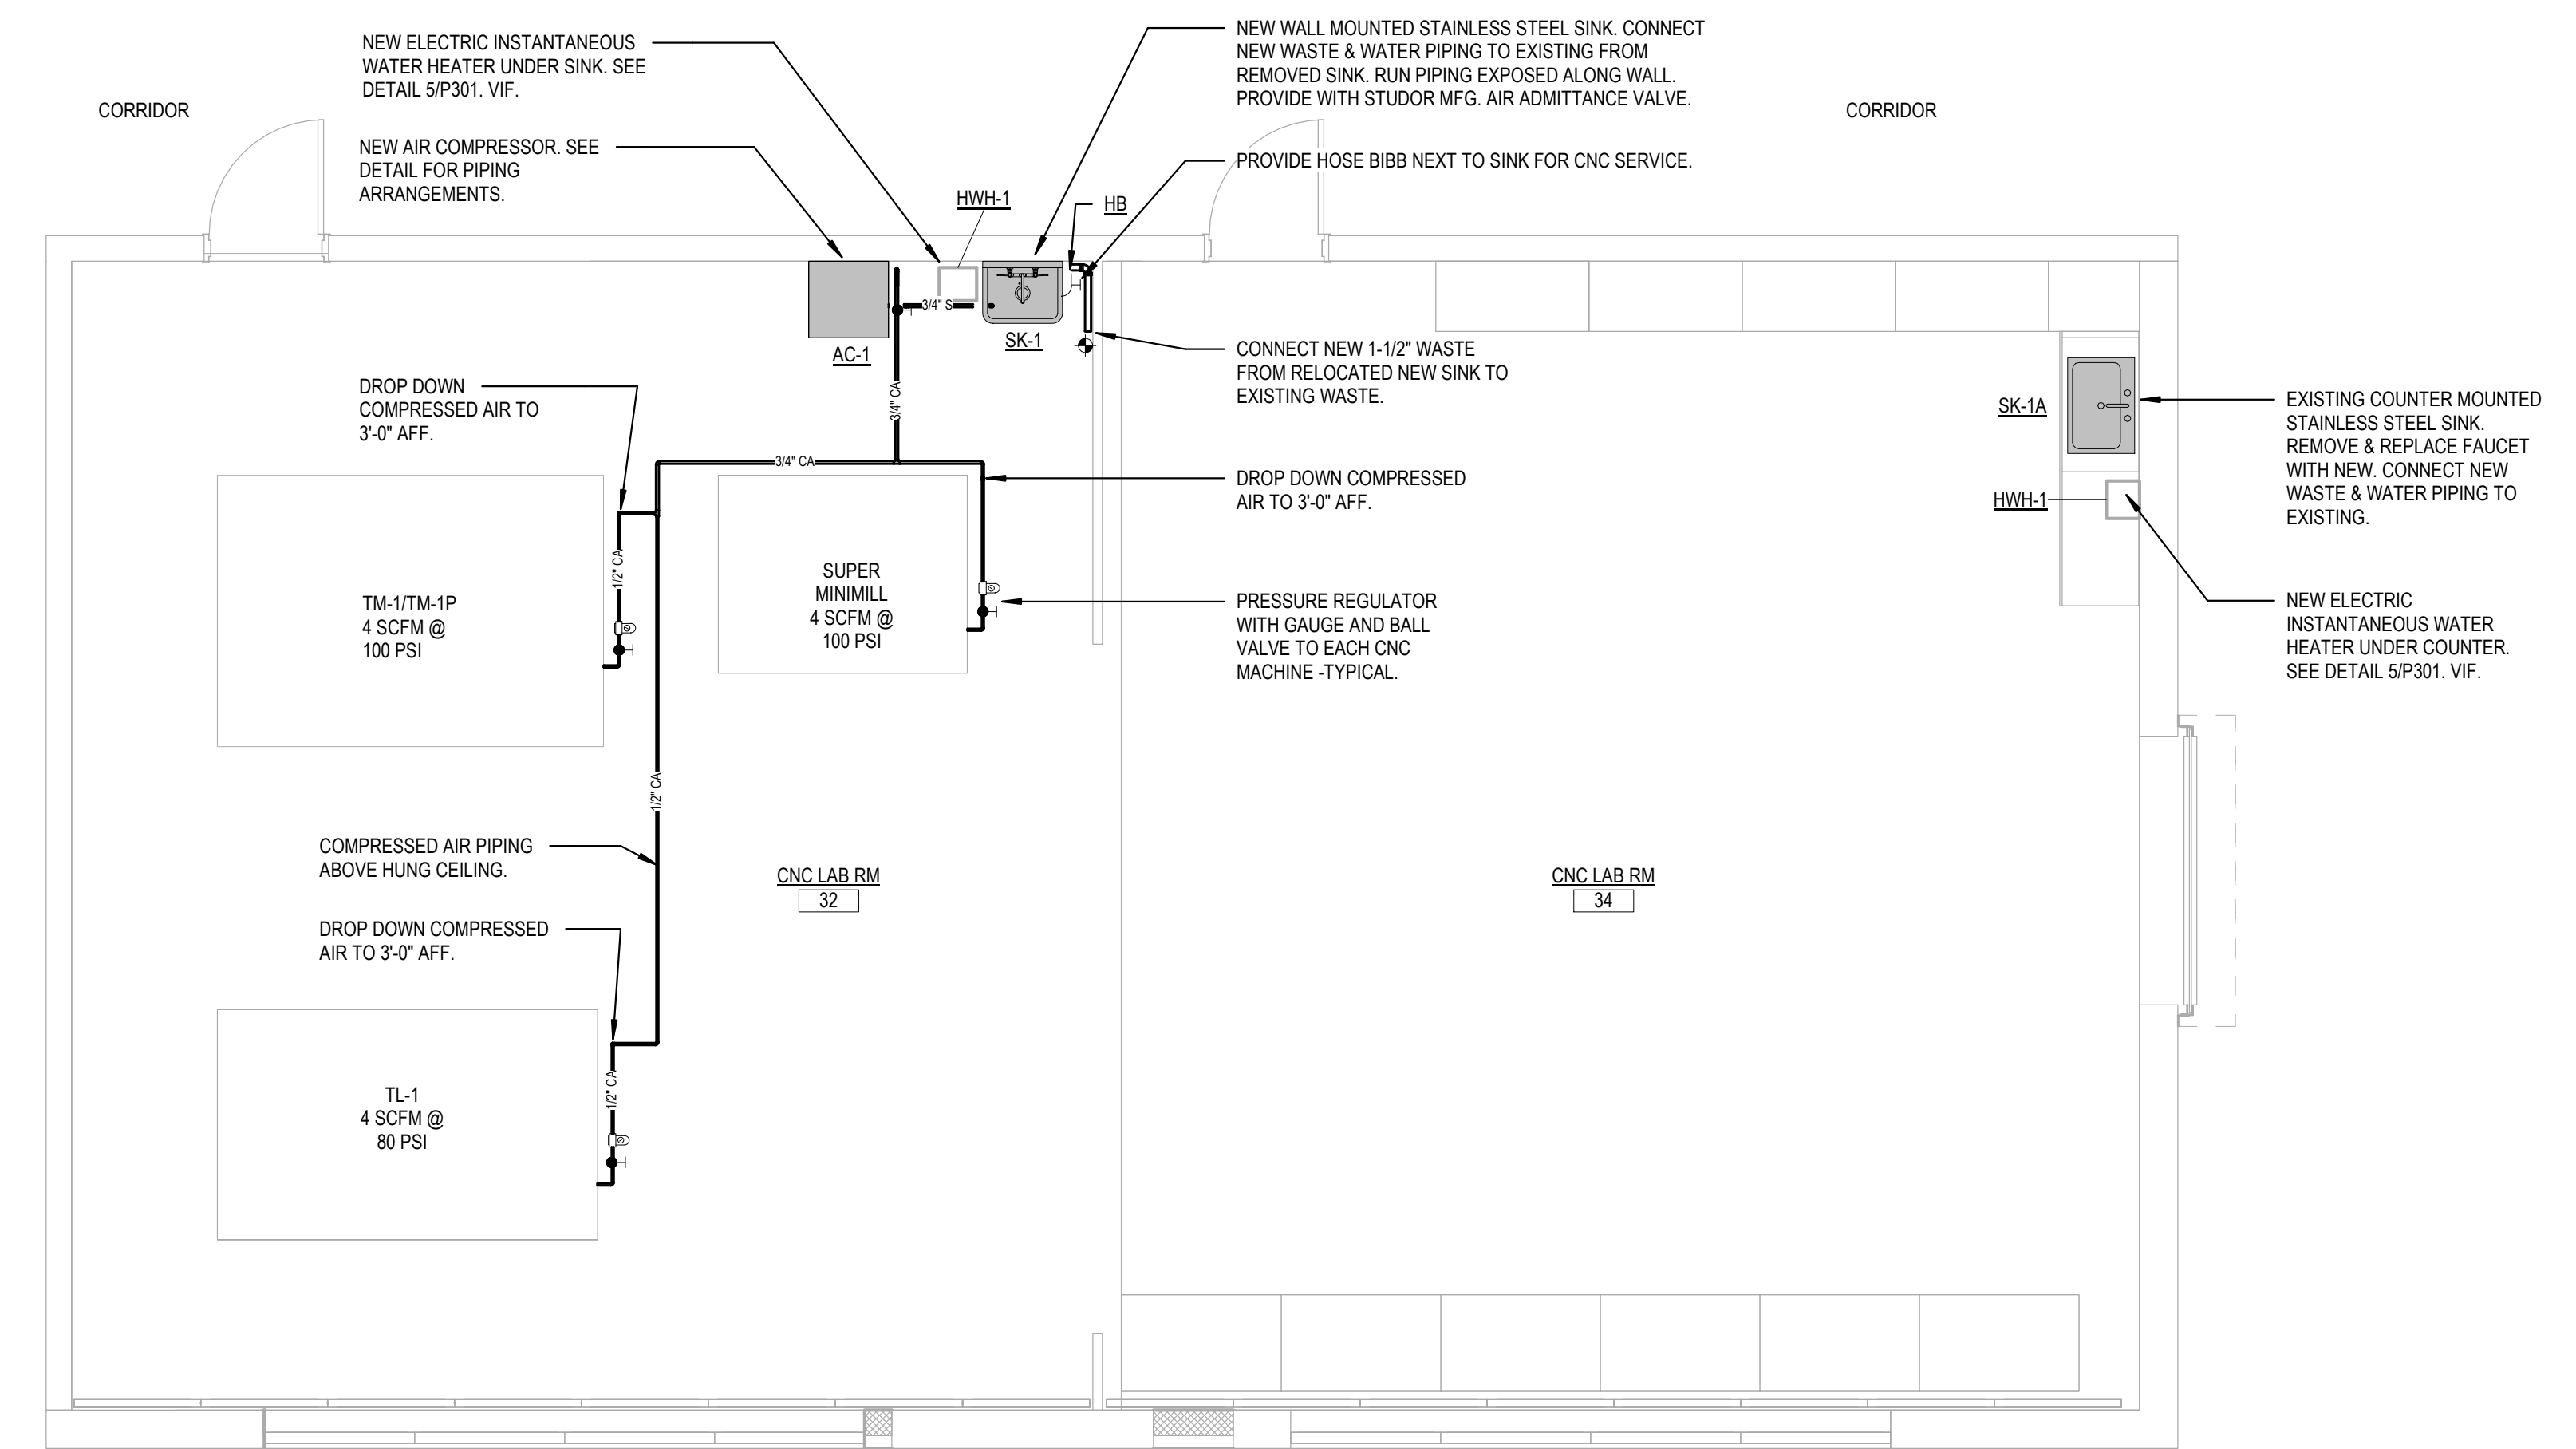 NEW ELECTRIC INSTANTANEOUS
WATER HEATER UNDER SINK. SEE
DETAIL 5/P301. VIF.
NEW WALL MOUNTED STAINLESS STEEL SINK. CONNECT
NEW WASTE & WATER PIPING TO EXISTING FROM
REMOVED SINK. RUN PIPING EXPOSED ALONG WALL.
PROVIDE WITH STUDOR MFG. AIR ADMITTANCE VALVE.
CORRIDOR
CORRIDOR
NEW AIR COMPRESSOR. SEE
DETAIL FOR PIPING
ARRANGEMENTS.
PROVIDE HOSE BIBB NEXT TO SINK FOR CNC SERVICE.
HWH-1
HB
3/4" S
AC-1
SK-1
CONNECT NEW 1-1/2" WASTE
FROM RELOCATED NEW SINK TO
EXISTING WASTE.
3/4" CA
DROP DOWN
COMPRESSED AIR TO
3'-0" AFF.
SK-1A
EXISTING COUNTER MOUNTED
STAINLESS STEEL SINK.
REMOVE & REPLACE FAUCET
WITH NEW. CONNECT NEW
WASTE & WATER PIPING TO
EXISTING.
3/4" CA
DROP DOWN COMPRESSED
AIR TO 3'-0" AFF.
HWH-1
1/2" CA
SUPER
MINIMILL
4 SCFM @
100 PSI
TM-1/TM-1P
4 SCFM @
100 PSI
PRESSURE REGULATOR
WITH GAUGE AND BALL
VALVE TO EACH CNC
MACHINE -TYPICAL.
NEW ELECTRIC
INSTANTANEOUS WATER
HEATER UNDER COUNTER.
SEE DETAIL 5/P301. VIF.
1/2" CA
COMPRESSED AIR PIPING
ABOVE HUNG CEILING.
CNC LAB RM
32
CNC LAB RM
34
DROP DOWN COMPRESSED
AIR TO 3'-0" AFF.
1/2" CA
TL-1
4 SCFM @
80 PSI